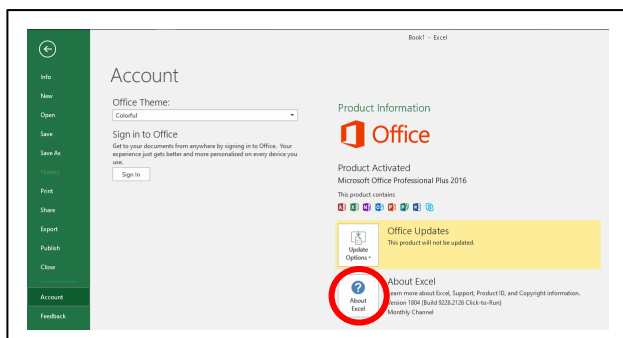 Book1 - Excel
Info
New
Open
Save
Save As
History
Print
Share
Export
Publish
Close
Account
Feedback
Account
Office Theme:
Colorful
Sign in to Office
Get to your documents from anywhere by signing in to Office. Your
experience just gets better and more personalized on every device you
use.
Sign In
Product Information
Office
Product Activated
Microsoft Office Professional Plus 2016
This product contains
Update
Options
Office Updates
This product will not be updated.
About
Excel
About Excel
Learn more about Excel, Support, Product ID, and Copyright information.
Version 1804 (Build 9226.2126 Click-to-Run)
Monthly Channel